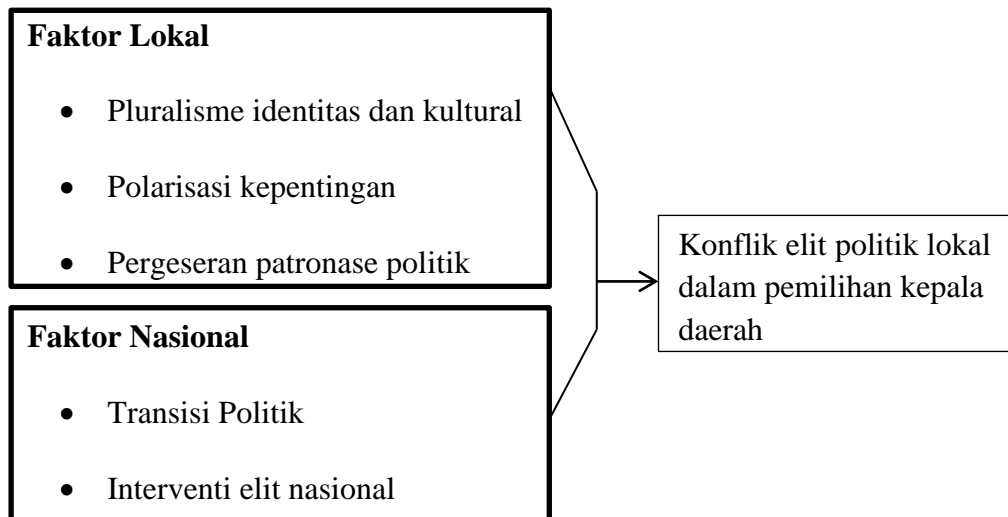 Faktor Lokal
• Pluralisme identitas dan kultural
• Polarisasi kepentingan
• Pergeseran patronase politik
Faktor Nasional
• Transisi Politik
• Interventi elit nasional
Konflik elit politik lokal
dalam pemilihan kepala
daerah